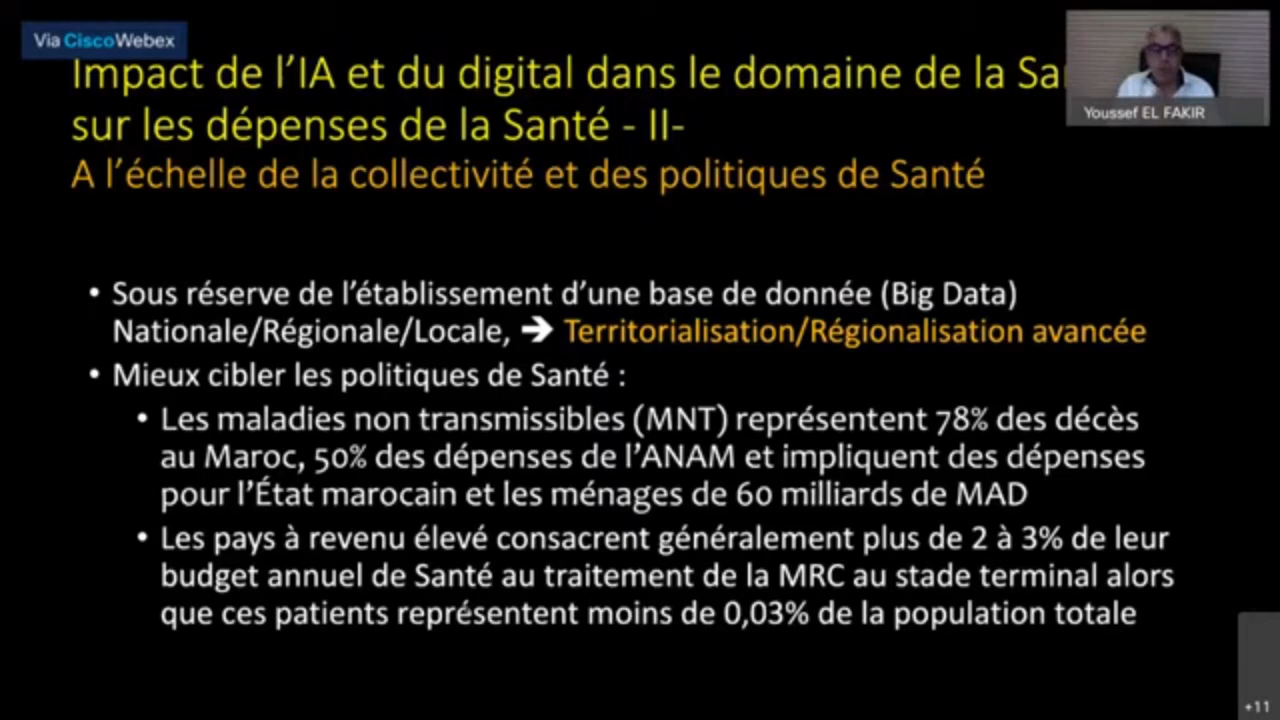 Via Cisco Webex
Impact de l'IA et du digital dans le domaine de la
sur les dépenses de la Santé - II-
A l'échelle de la collectivité et des politiques de Santé
Youssef EL FAKIR
• Sous réserve de l'établissement d'une base de donnée (Big Data)
Nationale/Régionale/Locale, ➔ Territorialisation/Régionalisation avancée
• Mieux cibler les politiques de Santé :
• Les maladies non transmissibles (MNT) représentent 78% des décès
au Maroc, 50% des dépenses de l'ANAM et impliquent des dépenses
pour l'État marocain et les ménages de 60 milliards de MAD
• Les pays à revenu élevé consacrent généralement plus de 2 à 3% de leur
budget annuel de Santé au traitement de la MRC au stade terminal alors
que ces patients représentent moins de 0,03% de la population totale
+11